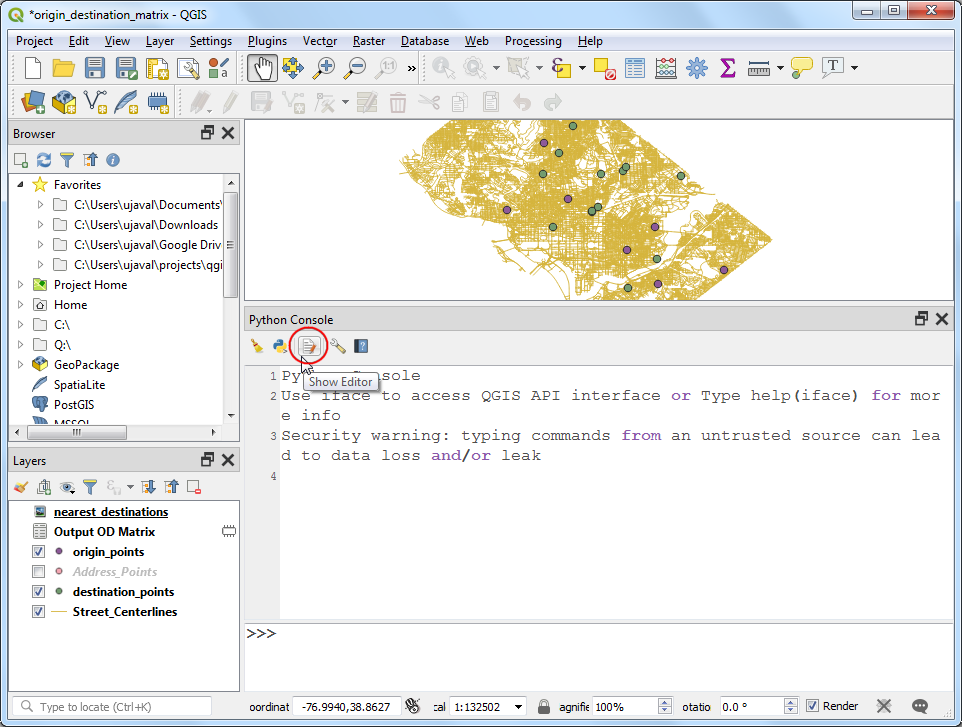 *origin_destination_matrix - QGIS
Project Edit View Layer Settings Plugins Vector Raster Database Web Processing Help
Browser
Favorites
C:\Users\ujaval\Documents\
C:\Users\ujaval\Downloads
C:\Users\ujaval\Google Driv
C:\Users\ujaval\projects\qgi
Project Home
Home
C:\
Q:\
GeoPackage
SpatiaLite
PostGIS
MSSQL
Layers
nearest_destinations
Output OD Matrix
origin_points
Address_Points
destination_points
Street_Centerlines
Python Console
Show Editor
1 Py onsole
2 Use iface to access QGIS API interface or Type help(iface) for mor
e info
3 Security warning: typing commands from an untrusted source can lea
d to data loss and/or leak
4
>>>
Type to locate (Ctrl+K) oordinat -76.9940,38.8627 cal 1:132502 agnifie 100% otatio 0.0 ° Render